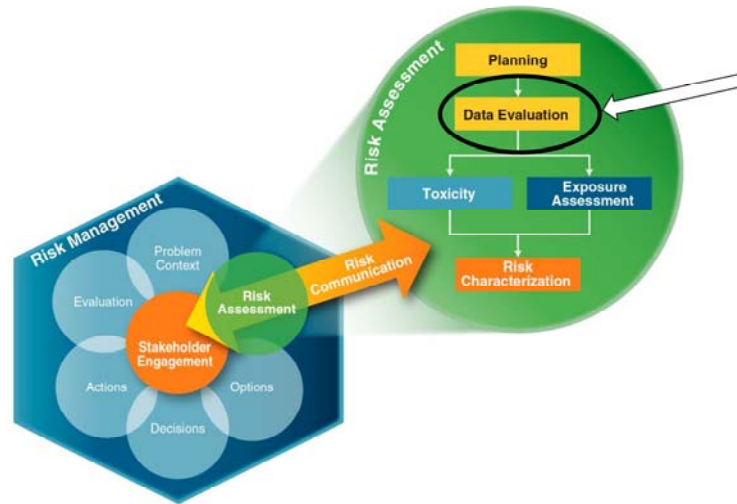 Risk Assessment
Planning
Data Evaluation
Toxicity
Exposure
Assessment
Risk
Characterization
Risk Management
Problem
Context
Evaluation
Risk
Assessment
Risk
Communication
Stakeholder
Engagement
Actions
Options
Decisions